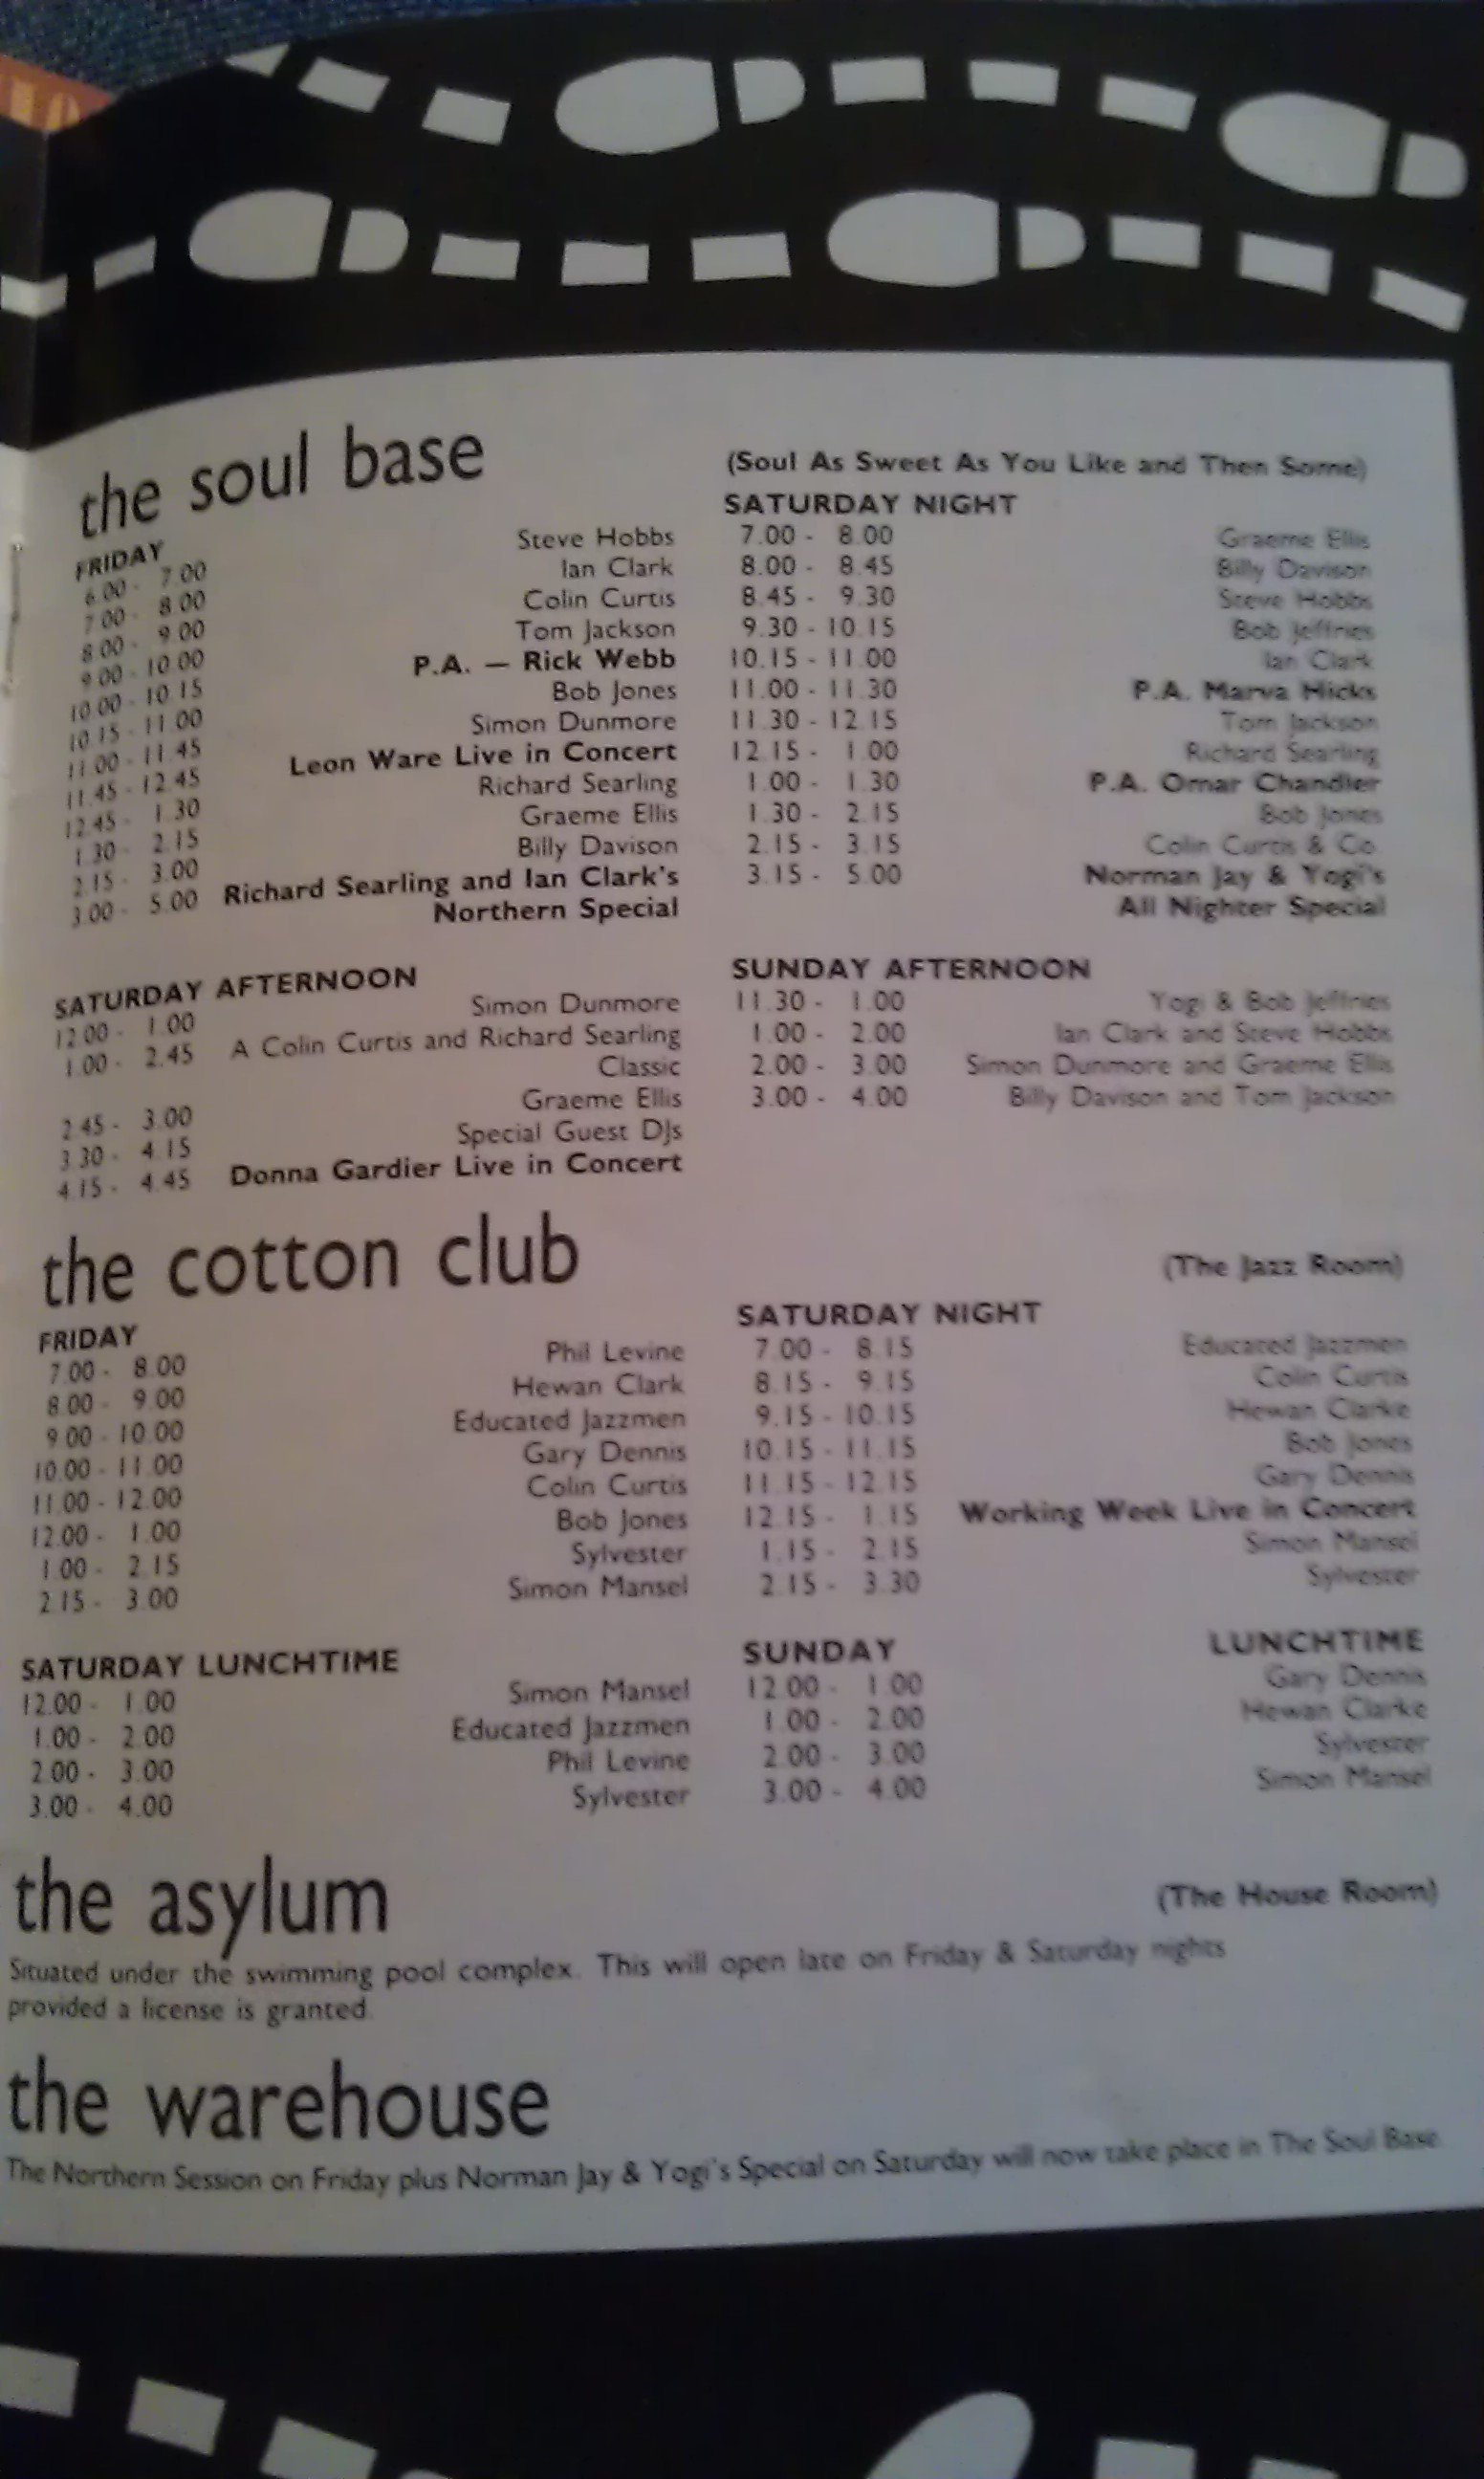 the soul base
(Soul As Sweet As You Like and Then Some)
FRIDAY
6.00 - 7.00 Steve Hobbs
7.00 - 8.00 Ian Clark
8.00 - 9.00 Colin Curtis
9.00 - 10.00 Tom Jackson
10.00 - 10.15 P.A. — Rick Webb
10.15 - 11.00 Bob Jones
11.00 - 11.45 Simon Dunmore
11.45 - 12.45 Leon Ware Live in Concert
12.45 - 1.30 Richard Searling
1.30 - 2.15 Graeme Ellis
2.15 - 3.00 Billy Davison
3.00 - 5.00 Richard Searling and Ian Clark's
Northern Special
SATURDAY AFTERNOON
12.00 - 1.00 Simon Dunmore
1.00 - 2.45 A Colin Curtis and Richard Searling
Classic
2.45 - 3.00 Graeme Ellis
3.30 - 4.15 Special Guest DJs
4.15 - 4.45 Donna Gardier Live in Concert
SATURDAY NIGHT
7.00 - 8.00 Graeme Ellis
8.00 - 8.45 Billy Davison
8.45 - 9.30 Steve Hobbs
9.30 - 10.15 Bob Jeffries
10.15 - 11.00 Ian Clark
11.00 - 11.30 P.A. Marva Hicks
11.30 - 12.15 Tom Jackson
12.15 - 1.00 Richard Searling
1.00 - 1.30 P.A. Omar Chandler
1.30 - 2.15 Bob Jones
2.15 - 3.15 Colin Curtis & Co.
3.15 - 5.00 Norman Jay & Yogi's
All Nighter Special
SUNDAY AFTERNOON
11.30 - 1.00 Yogi & Bob Jeffries
1.00 - 2.00 Ian Clark and Steve Hobbs
2.00 - 3.00 Simon Dunmore and Graeme Ellis
3.00 - 4.00 Billy Davison and Tom Jackson
the cotton club
(The Jazz Room)
FRIDAY
7.00 - 8.00 Phil Levine
8.00 - 9.00 Hewan Clark
9.00 - 10.00 Educated Jazzmen
10.00 - 11.00 Gary Dennis
11.00 - 12.00 Colin Curtis
12.00 - 1.00 Bob Jones
1.00 - 2.15 Sylvester
2.15 - 3.00 Simon Mansel
SATURDAY LUNCHTIME
12.00 - 1.00 Simon Mansel
1.00 - 2.00 Educated Jazzmen
2.00 - 3.00 Phil Levine
3.00 - 4.00 Sylvester
SATURDAY NIGHT
7.00 - 8.15 Educated Jazzmen
8.15 - 9.15 Colin Curtis
9.15 - 10.15 Hewan Clarke
10.15 - 11.15 Bob Jones
11.15 - 12.15 Gary Dennis
12.15 - 1.15 Working Week Live in Concert
1.15 - 2.15 Simon Mansel
2.15 - 3.30 Sylvester
SUNDAY LUNCHTIME
12.00 - 1.00 Gary Dennis
1.00 - 2.00 Hewan Clarke
2.00 - 3.00 Sylvester
3.00 - 4.00 Simon Mansel
the asylum
(The House Room)
Situated under the swimming pool complex. This will open late on Friday & Saturday nights
provided a license is granted.
the warehouse
The Northern Session on Friday plus Norman Jay & Yogi's Special on Saturday will now take place in The Soul Base.